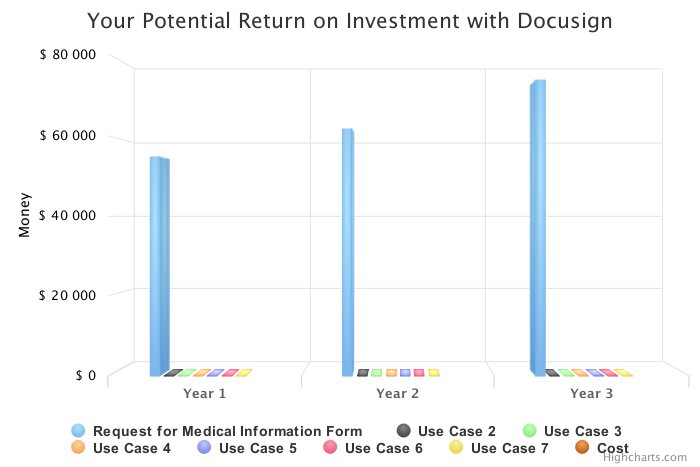 Your Potential Return on Investment with Docusign
$ 80 000
$ 60 000
$ 40 000
$ 20 000
$ 0
Money
Year 1 Year 2 Year 3
Request for Medical Information Form Use Case 2 Use Case 3
Use Case 4 Use Case 5 Use Case 6 Use Case 7 Cost
Highcharts.com